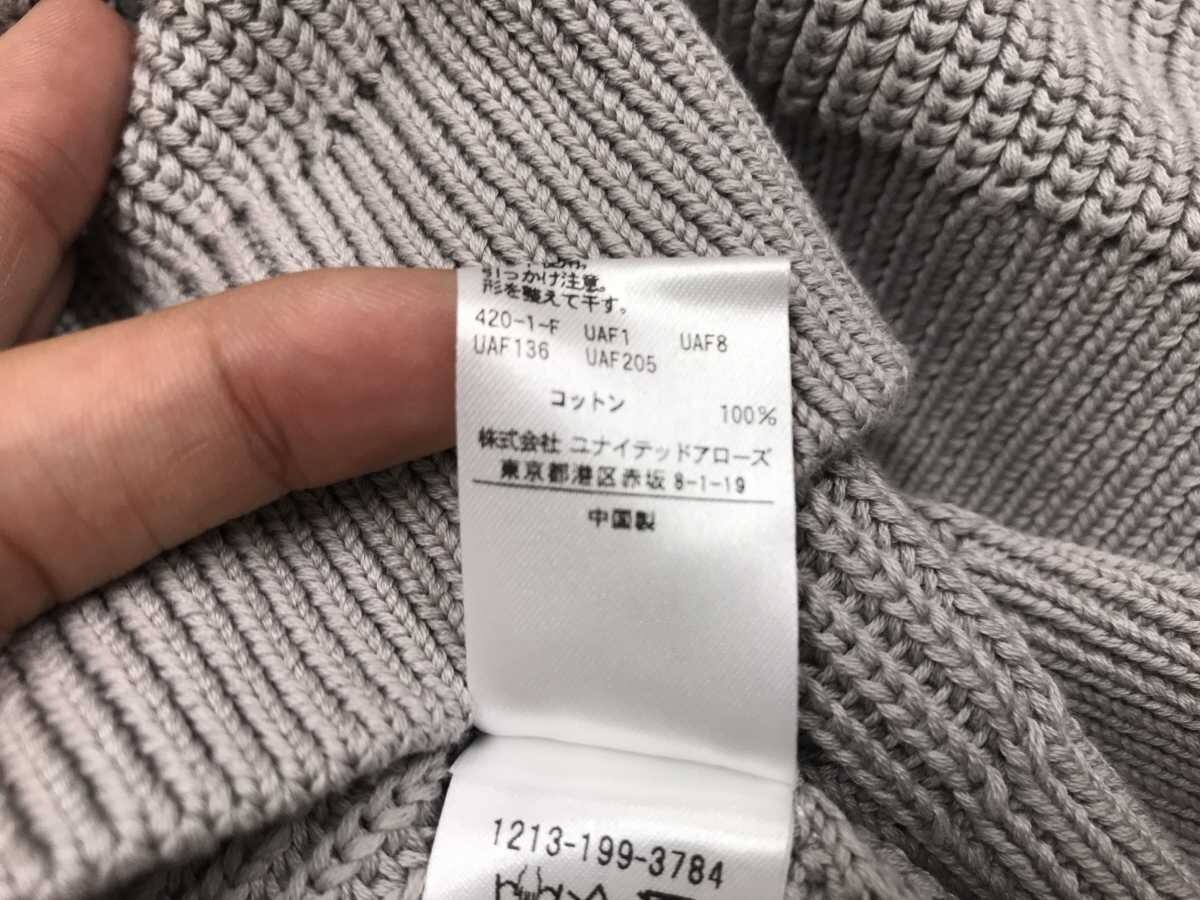 引っかけ注意。
形を整えて干す。
420-1~F UAF1 UAF8
UAF136 UAF205
コットン 100%
株式会社 ユナイテッドアローズ
東京都港区赤坂 8-1-19
中国製
1213-199-3784